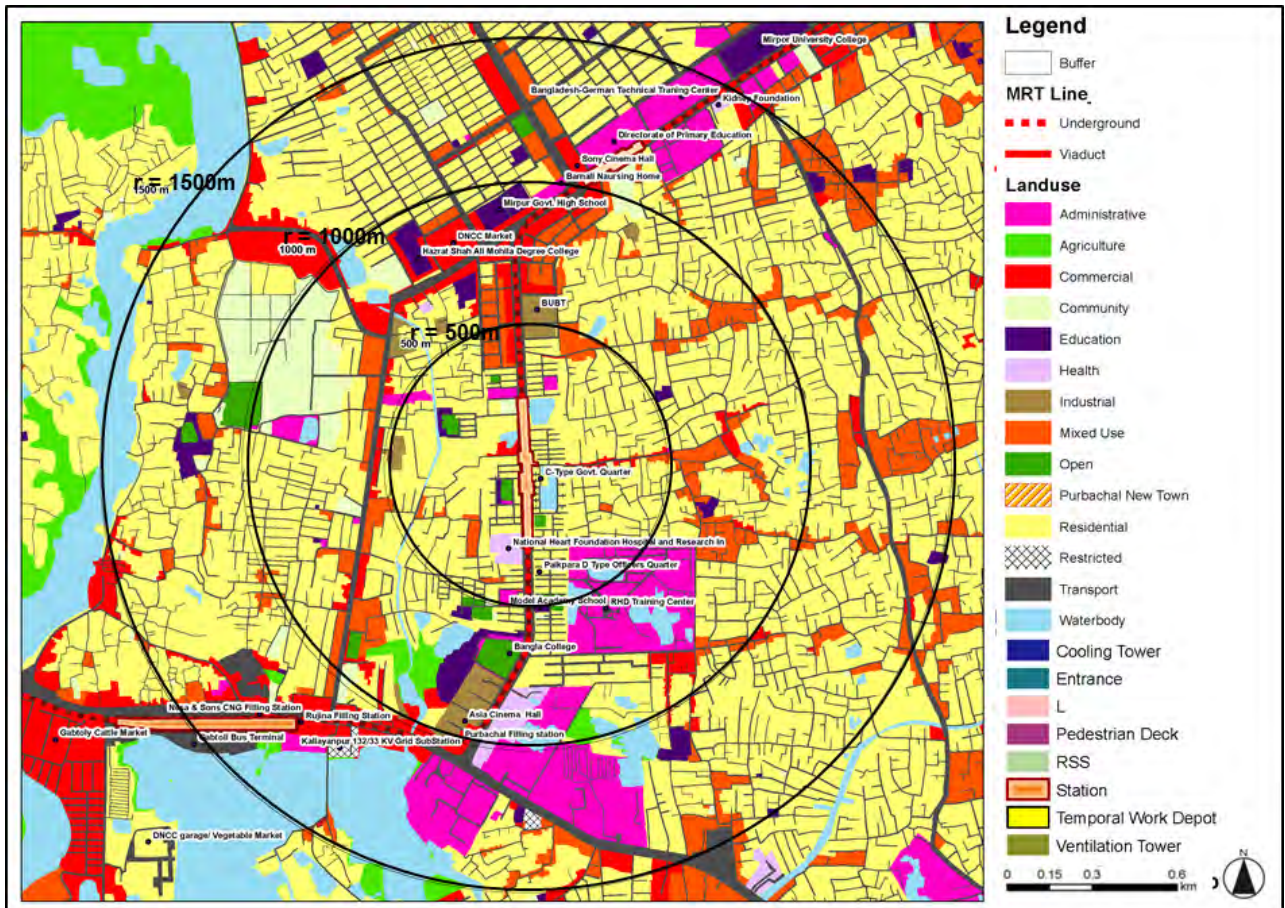 Mirpor University College
Bangladesh-German Technical Traning Center
Kidney Foundation
Directorate of Primary Education
Sony Cinema Hall
Barnali Naursing Home
r = 1500m
1500 m
Mirpur Govt. High School
DNCC Market
r = 1000m
1000 m
Hazrat Shah Ali Mohila Degree College
BUBT
r = 500m
500 m
C-Type Govt. Quarter
National Heart Foundation Hospital and Research In
Paikpara D Type Officers Quarter
Model Academy School
RHD Training Center
Bangla College
Nusa & Sons CNG Filling Station
Rujina Filling Station
Asia Cinema Hall
Gabtoly Cattle Market
Gabtoli Bus Terminal
Kallayanpur 132/33 KV Grid SubStation
Purbachal Filling station
DNCC garage/ Vegetable Market
Legend
Buffer
MRT Line
Underground
Viaduct
Landuse
Administrative
Agriculture
Commercial
Community
Education
Health
Industrial
Mixed Use
Open
Purbachal New Town
Residential
Restricted
Transport
Waterbody
Cooling Tower
Entrance
L
Pedestrian Deck
RSS
Station
Temporal Work Depot
Ventilation Tower
0 0.15 0.3 0.6
km
N